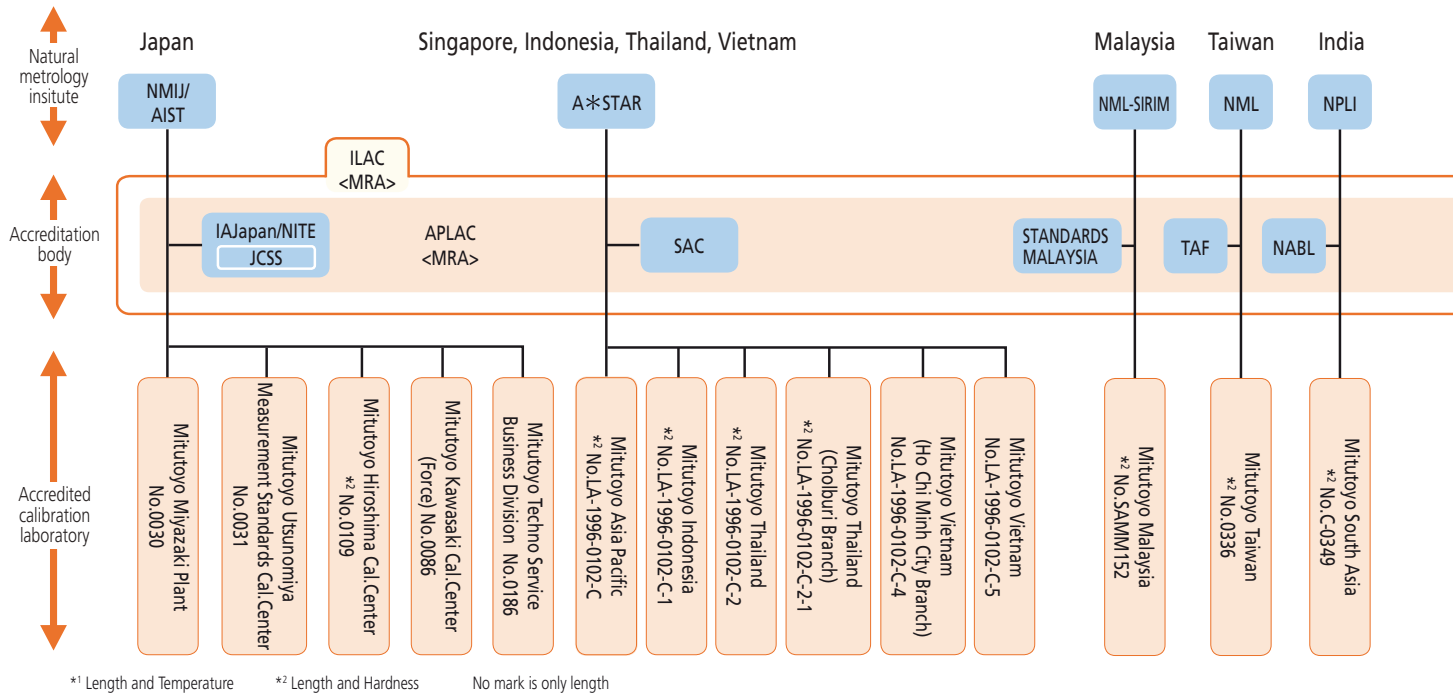 Natural
metrology
insitute
Japan
Singapore, Indonesia, Thailand, Vietnam
Malaysia
Taiwan
India
NMIJ/
AIST
A＊STAR
NML-SIRIM
NML
NPLI
ILAC
<MRA>
Accreditation
body
IAJapan/NITE
JCSS
APLAC
<MRA>
SAC
STANDARDS
MALAYSIA
TAF
NABL
Accredited
calibration
laboratory
Mitutoyo Miyazaki Plant
No.0030
Mitutoyo Utsunomiya
Measurement Standards Cal.Center
No.0031
Mitutoyo Hiroshima Cal.Center
*2 No.0109
Mitutoyo Kawasaki Cal.Center
(Force) No.0086
Mitutoyo Techno Service
Business Division No.0186
Mitutoyo Asia Pacific
*2 No.LA-1996-0102-C
Mitutoyo Indonesia
*2 No.LA-1996-0102-C-1
Mitutoyo Thailand
*2 No.LA-1996-0102-C-2
Mitutoyo Thailand
(Cholburi Branch)
*2 No.LA-1996-0102-C-2-1
Mitutoyo Vietnam
(Ho Chi Minh City Branch)
No.LA-1996-0102-C-4
Mitutoyo Vietnam
No.LA-1996-0102-C-5
Mitutoyo Malaysia
*2 No.SAMM152
Mitutoyo Taiwan
*2 No.0336
Mitutoyo South Asia
*2 No.C-0349
*1 Length and Temperature
*2 Length and Hardness
No mark is only length